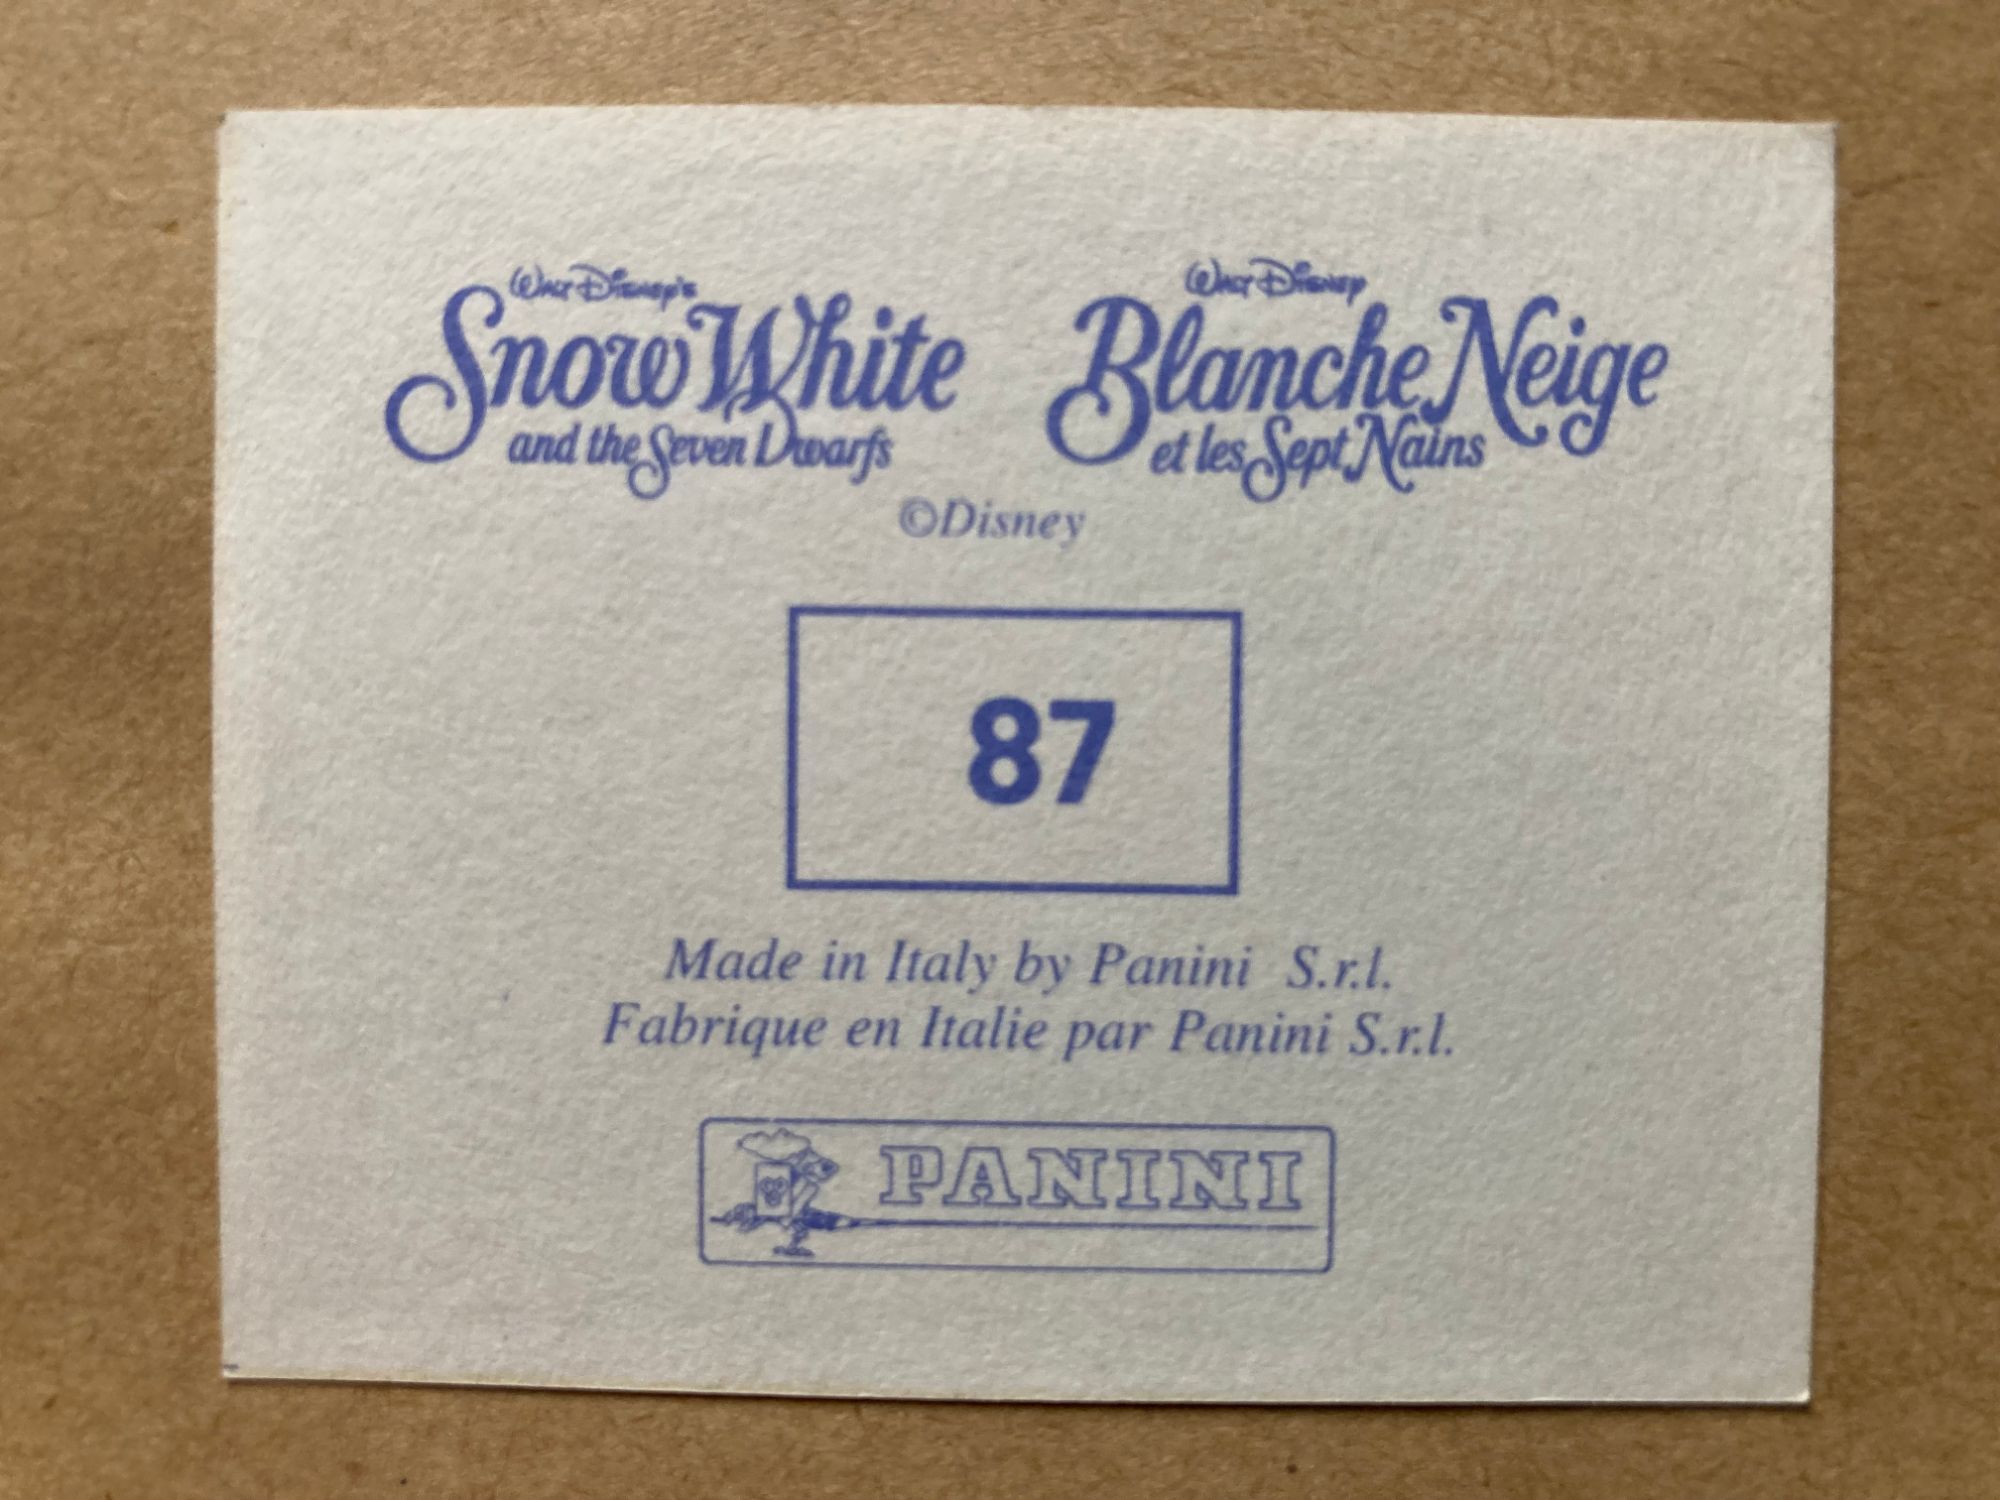 Walt Disney's
Snow White
and the Seven Dwarfs
Walt Disney
Blanche Neige
et les Sept Nains
©Disney
87
Made in Italy by Panini S.r.l.
Fabrique en Italie par Panini S.r.l.
PANINI